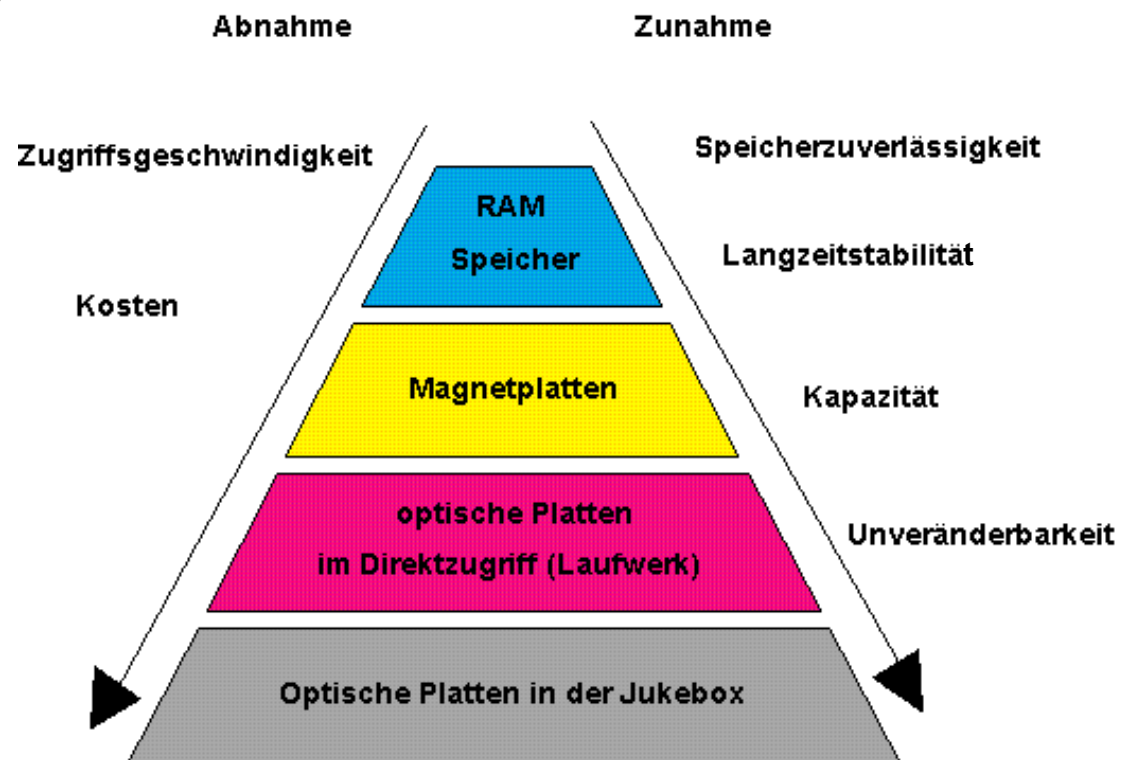 Abnahme
Zunahme
Zugriffsgeschwindigkeit
Speicherzuverlässigkeit
RAM
Speicher
Langzeitstabilität
Kosten
Magnetplatten
Kapazität
optische Platten
im Direktzugriff (Laufwerk)
Unveränderbarkeit
Optische Platten in der Jukebox